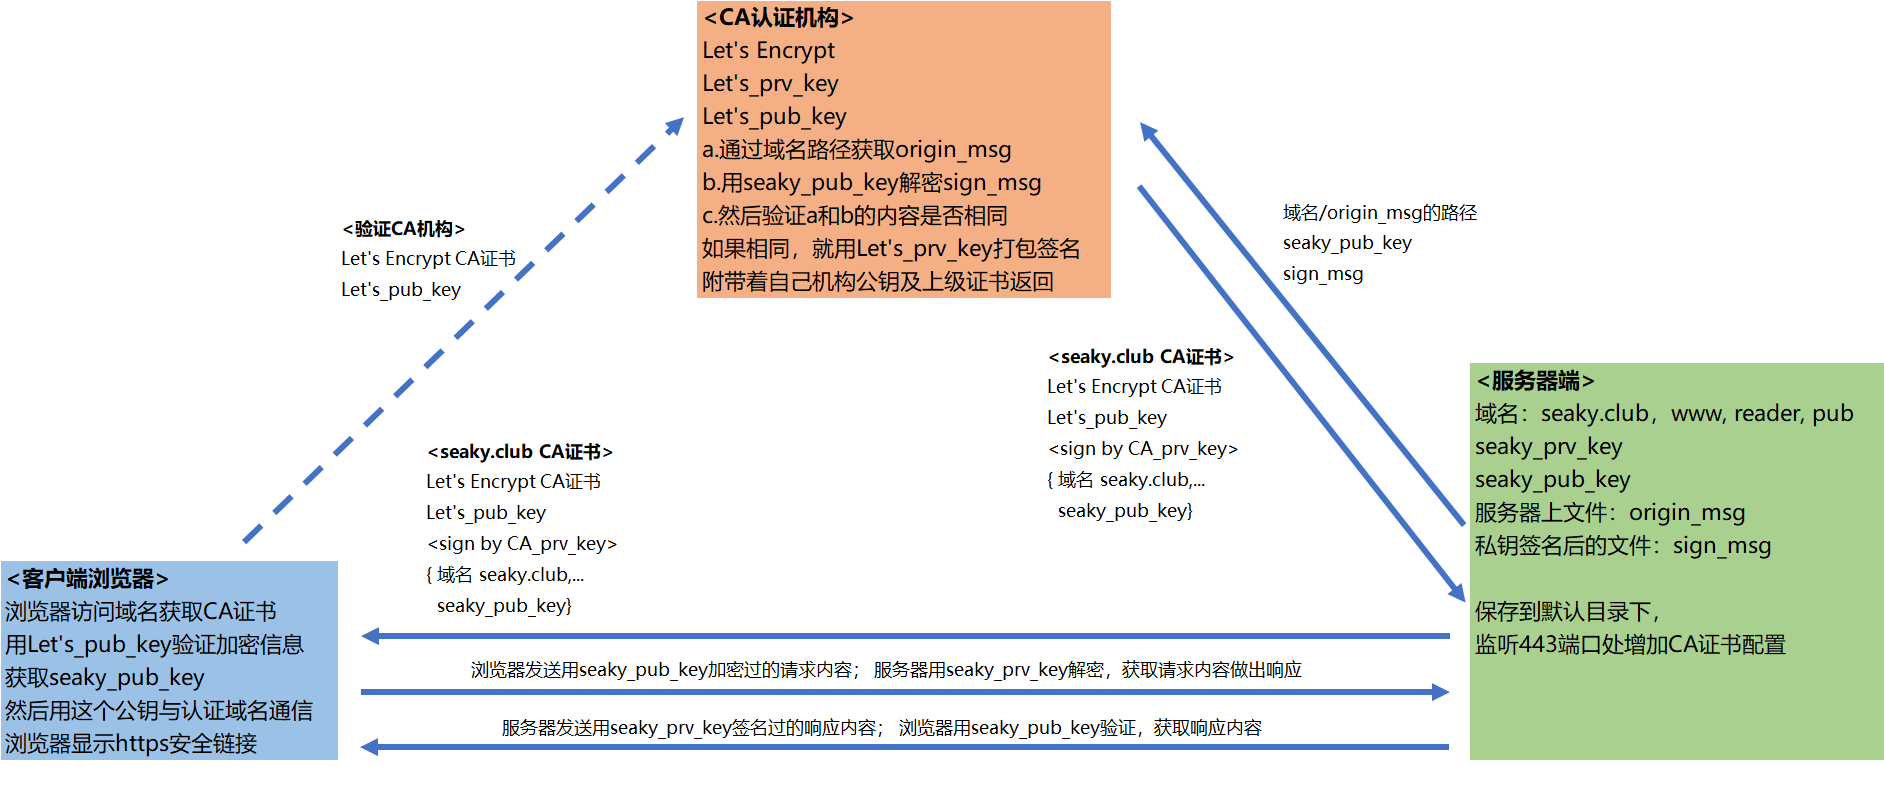 <CA认证机构>
Let's Encrypt
Let's_prv_key
Let's_pub_key
a.通过域名路径获取origin_msg
b.用seaky_pub_key解密sign_msg
c.然后验证a和b的内容是否相同
如果相同，就用Let's_prv_key打包签名
附带着自己机构公钥及上级证书返回
<验证CA机构>
Let's Encrypt CA证书
Let's_pub_key
域名/origin_msg的路径
seaky_pub_key
sign_msg
<seaky.club CA证书>
Let's Encrypt CA证书
Let's_pub_key
<sign by CA_prv_key>
{ 域名 seaky.club,...
seaky_pub_key}
<服务器端>
域名：seaky.club，www, reader, pub
seaky_prv_key
seaky_pub_key
服务器上文件：origin_msg
私钥签名后的文件：sign_msg
保存到默认目录下，
监听443端口处增加CA证书配置
<seaky.club CA证书>
Let's Encrypt CA证书
Let's_pub_key
<sign by CA_prv_key>
{ 域名 seaky.club,...
seaky_pub_key}
<客户端浏览器>
浏览器访问域名获取CA证书
用Let's_pub_key验证加密信息
获取seaky_pub_key
然后用这个公钥与认证域名通信
浏览器显示https安全链接
浏览器发送用seaky_pub_key加密过的请求内容； 服务器用seaky_prv_key解密，获取请求内容做出响应
服务器发送用seaky_prv_key签名过的响应内容； 浏览器用seaky_pub_key验证，获取响应内容